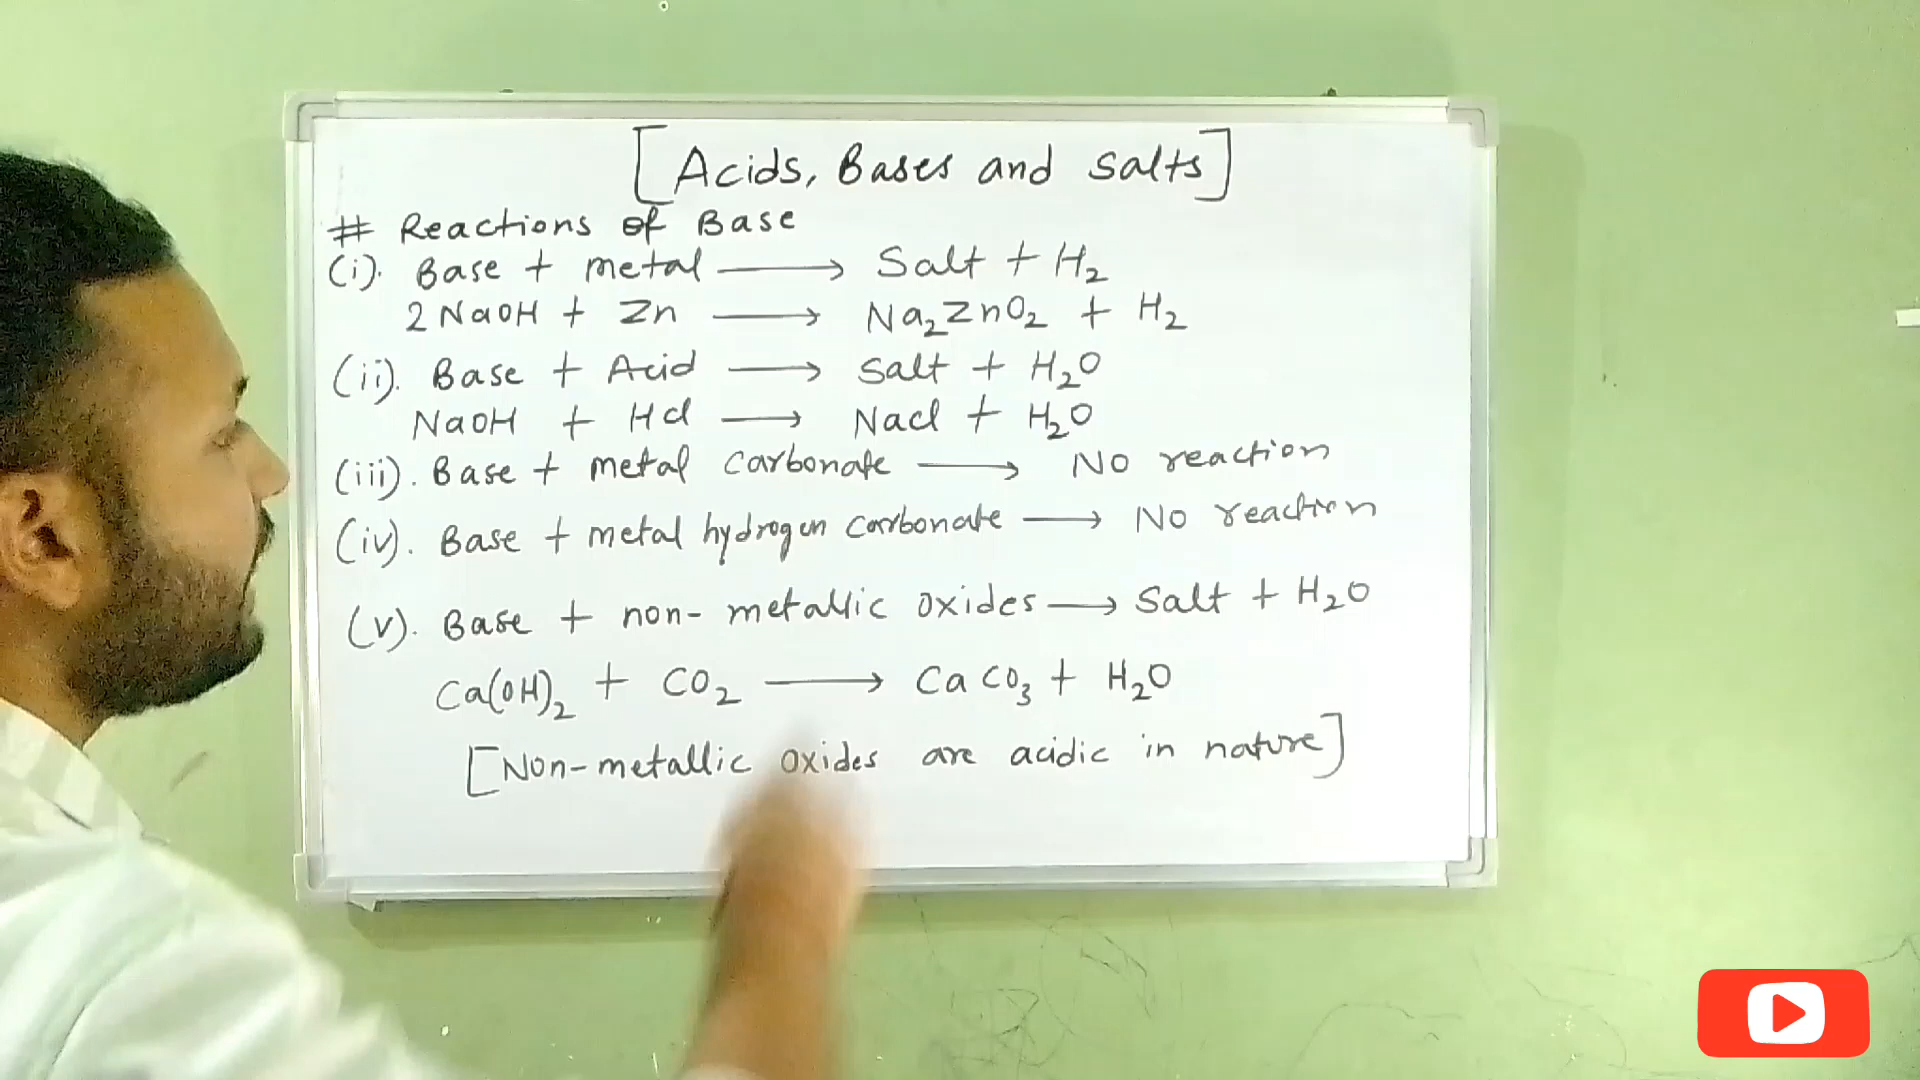 [Acids, Bases and Salts]
# Reactions of Base
(i). Base + metal ⟶ Salt + H₂
2NaOH + Zn ⟶ Na₂ZnO₂ + H₂
(ii). Base + Acid ⟶ Salt + H₂O
NaOH + HCl ⟶ NaCl + H₂O
(iii). Base + metal carbonate ⟶ No reaction
(iv). Base + metal hydrogen carbonate ⟶ No reaction
(v). Base + non-metallic oxides ⟶ Salt + H₂O
Ca(OH)₂ + CO₂ ⟶ CaCO₃ + H₂O
[Non-metallic oxides are acidic in nature]